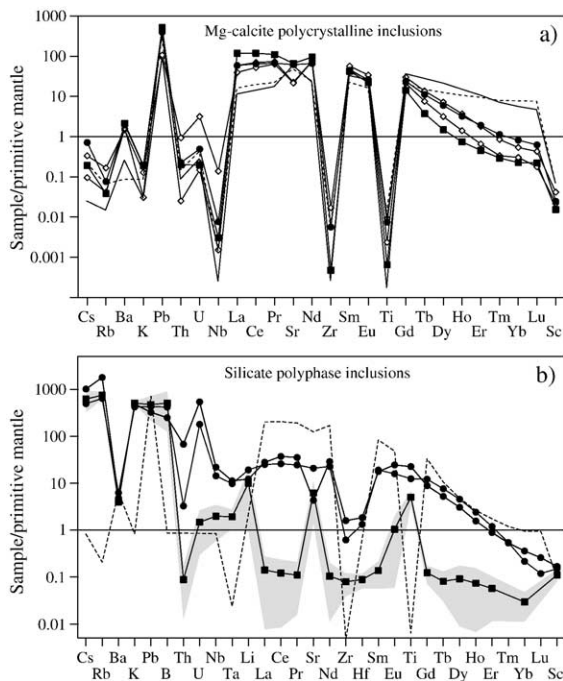 Mg-calcite polycrystalline inclusions
a)
Sample/primitive mantle
1000
100
10
1
0.1
0.01
0.001
Cs Ba Pb U La Pr Nd Sm Ti Tb Ho Tm Lu
Rb K Th Nb Ce Sr Zr Eu Gd Dy Er Yb Sc
Silicate polyphase inclusions
b)
Sample/primitive mantle
1000
100
10
1
0.1
0.01
Cs Ba Pb Th Nb Li Ce Sr Zr Sm Ti Tb Ho Tm Lu
Rb K B U Ta La Pr Nd Hf Eu Gd Dy Er Yb Sc